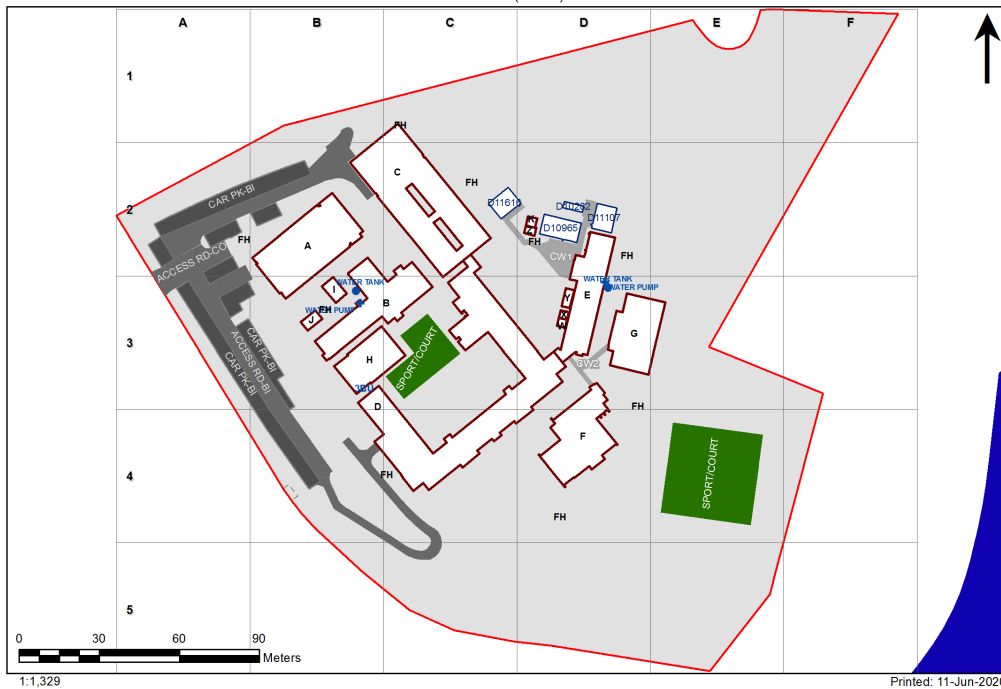 A B C D E F
1
FH
C
CAR PK-BI
FH
2
D11616
D10292
D11107
K
Z
D10965
FH
FH
A
ACCESS RD-CO
CW1
FH
WATER TANK
WATER TANK
WATER PUMP
I
B
Y
E
WATER PUMP
FH
J
G
3
CAR PK-BI
ACCESS RD-BI
CAR PK-BI
SPORT/COURT
H
CW2
3BU
D
FH
F
SPORT/COURT
4
FH
FH
5
0 30 60 90
Meters
1:1,329
Printed: 11-Jun-2020